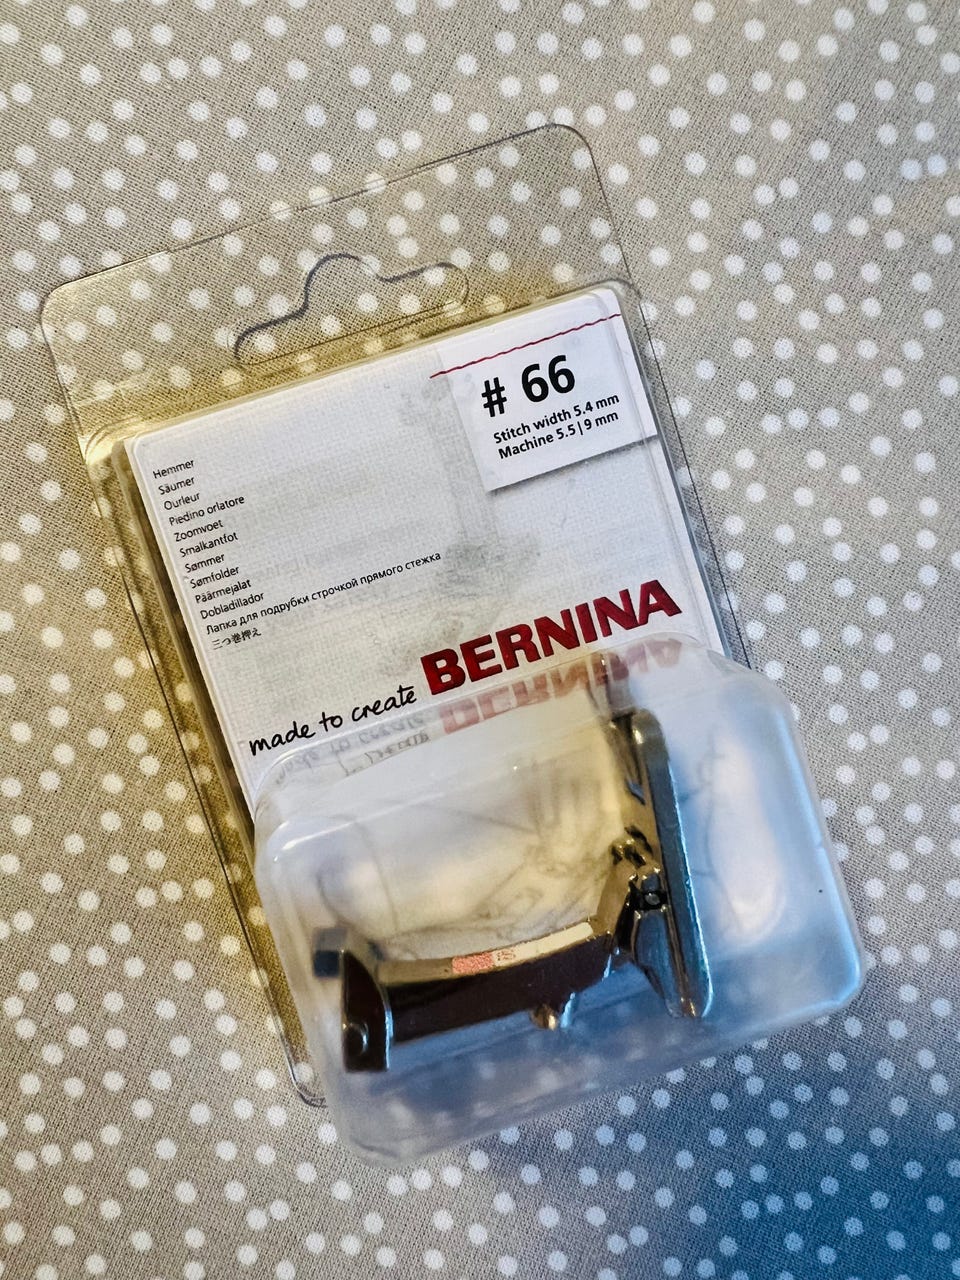 # 66
Stitch width 5.4 mm
Machine 5.5|9 mm
Hemmer
Säumer
Ourleur
Piedino orlatore
Zoomvoet
Smalkantfot
Sømmer
Sømfolder
Päärmejalat
Dobladillador
Лапка для подрубки строчкой прямого стежка
三つ巻押え
made to create BERNINA